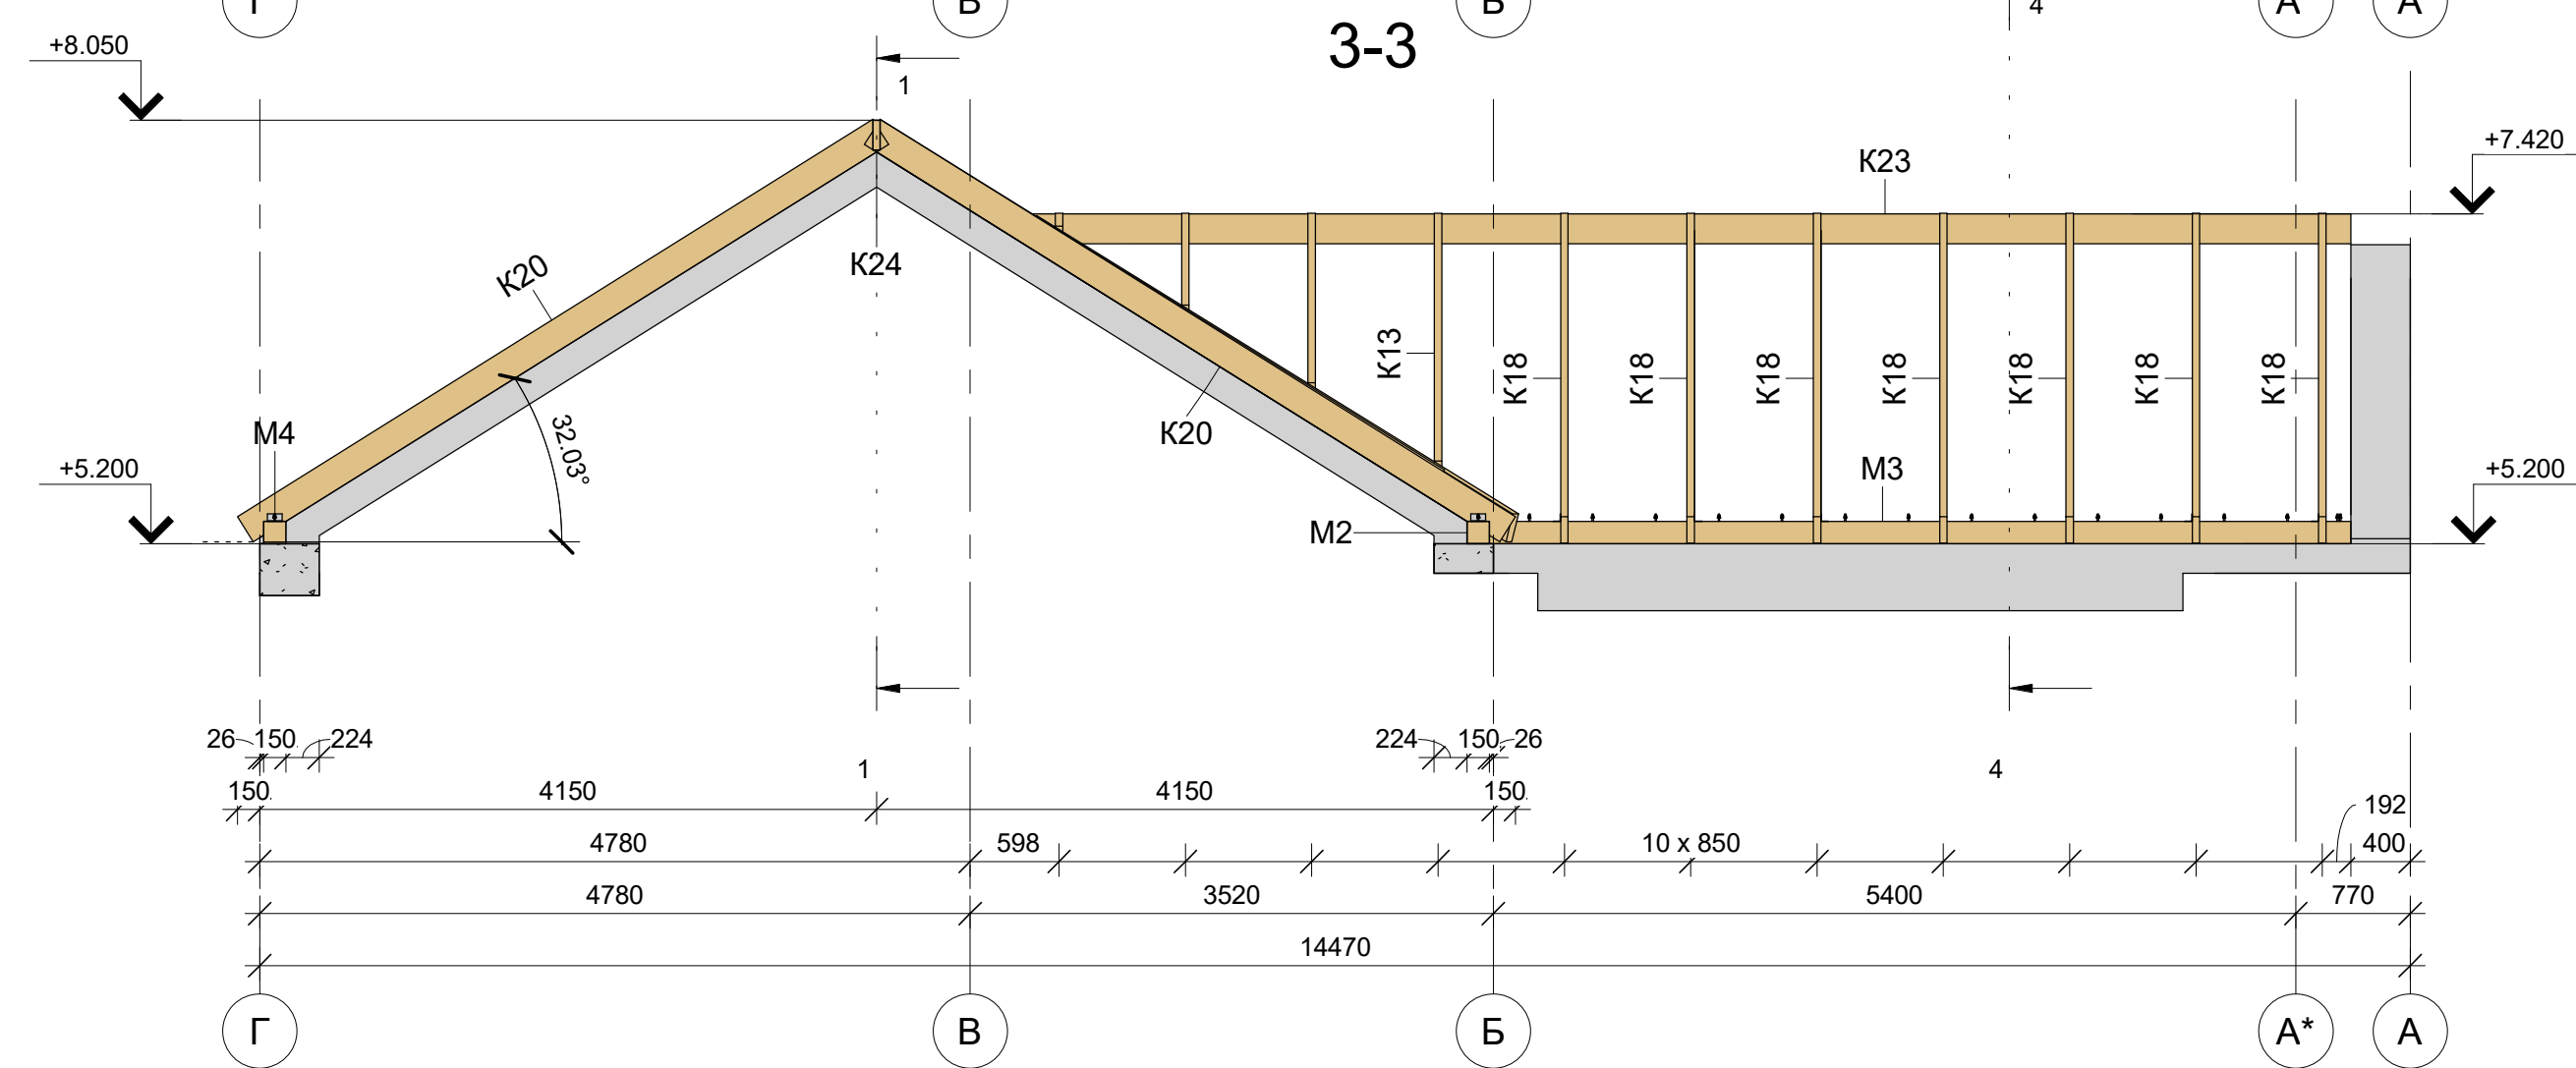 Г В Б 4 А* А
3-3
+8.050
1
+7.420
К23
К20
К24
К13
К18 К18 К18 К18 К18 К18 К18
32.03°
М4
К20
+5.200
М3
+5.200
М2
26 150 224
224 150 26
1
4
150 4150 4150 150
192
4780 598 10 x 850 400
4780 3520 5400 770
14470
Г В Б А* А